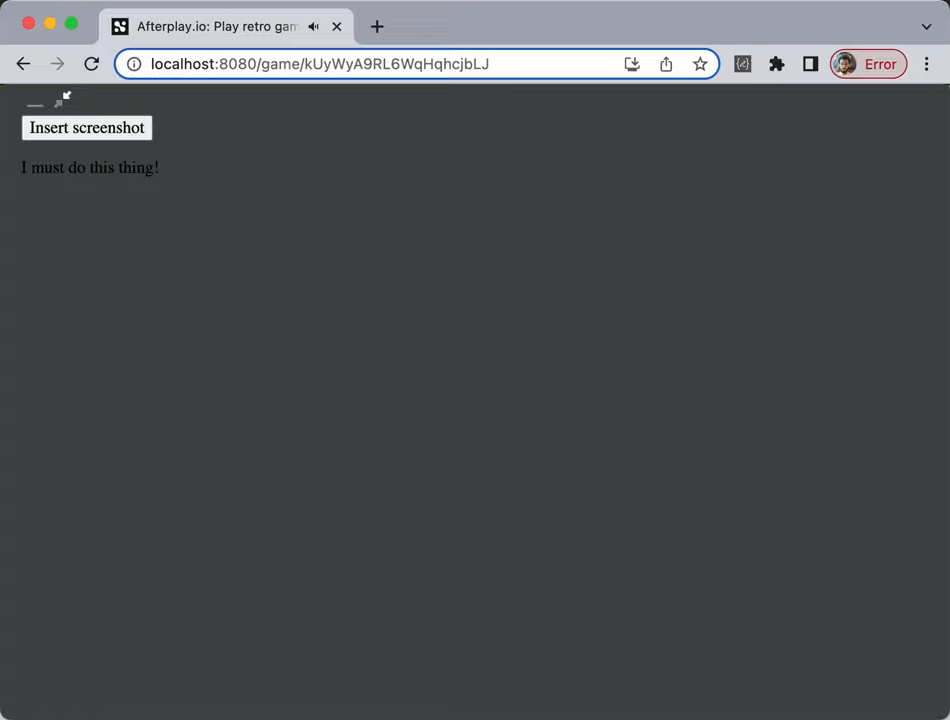 Afterplay.io: Play retro gam
localhost:8080/game/kUyWyA9RL6WqHqhcjbLJ
Error
Insert screenshot
I must do this thing!